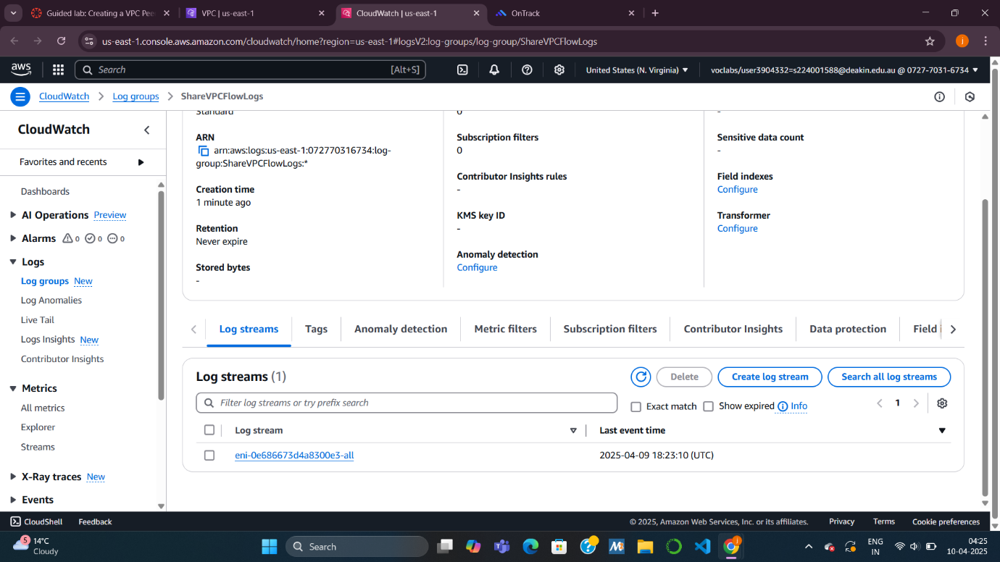 Guided lab: Creating a VPC Pee
VPC | us-east-1
CloudWatch | us-east-1
OnTrack
us-east-1.console.aws.amazon.com/cloudwatch/home?region=us-east-1#logsV2:log-groups/log-group/ShareVPCFlowLogs
j
aws
Search
[Alt+S]
United States (N. Virginia)
voclabs/user3904332=s224001588@deakin.edu.au @ 0727-7031-6734
CloudWatch
Log groups
ShareVPCFlowLogs
CloudWatch
Favorites and recents
Dashboards
AI Operations Preview
Alarms 0 0 0
Logs
Log groups New
Log Anomalies
Live Tail
Logs Insights New
Contributor Insights
Metrics
All metrics
Explorer
Streams
X-Ray traces New
Events
Standard
ARN
arn:aws:logs:us-east-1:072770316734:log-
group:ShareVPCFlowLogs:*
Creation time
1 minute ago
Retention
Never expire
Stored bytes
-
0
Subscription filters
0
Contributor Insights rules
-
KMS key ID
-
Anomaly detection
Configure
-
Sensitive data count
-
Field indexes
Configure
Transformer
Configure
Log streams
Tags
Anomaly detection
Metric filters
Subscription filters
Contributor Insights
Data protection
Field i
Log streams (1)
Delete
Create log stream
Search all log streams
Filter log streams or try prefix search
Exact match
Show expired
Info
1
Log stream
Last event time
eni-0e686673d4a8300e3-all
2025-04-09 18:23:10 (UTC)
CloudShell
Feedback
© 2025, Amazon Web Services, Inc. or its affiliates.
Privacy
Terms
Cookie preferences
5
14°C
Cloudy
Search
j
ENG
IN
04:25
10-04-2025